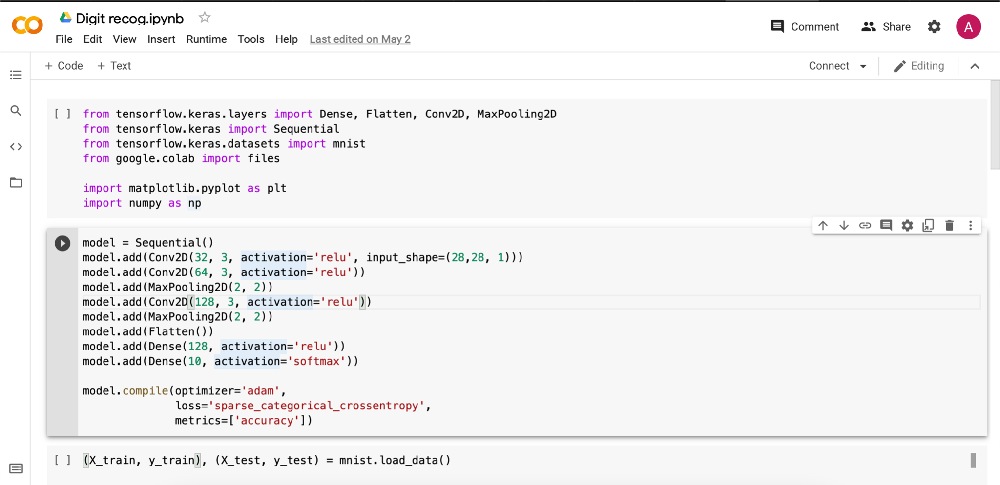 Digit recog.ipynb
File Edit View Insert Runtime Tools Help Last edited on May 2
Comment Share A
+ Code + Text Connect Editing
[ ] from tensorflow.keras.layers import Dense, Flatten, Conv2D, MaxPooling2D
from tensorflow.keras import Sequential
from tensorflow.keras.datasets import mnist
from google.colab import files
import matplotlib.pyplot as plt
import numpy as np
model = Sequential()
model.add(Conv2D(32, 3, activation='relu', input_shape=(28,28, 1)))
model.add(Conv2D(64, 3, activation='relu'))
model.add(MaxPooling2D(2, 2))
model.add(Conv2D(128, 3, activation='relu'))
model.add(MaxPooling2D(2, 2))
model.add(Flatten())
model.add(Dense(128, activation='relu'))
model.add(Dense(10, activation='softmax'))
model.compile(optimizer='adam',
loss='sparse_categorical_crossentropy',
metrics=['accuracy'])
[ ] (X_train, y_train), (X_test, y_test) = mnist.load_data()